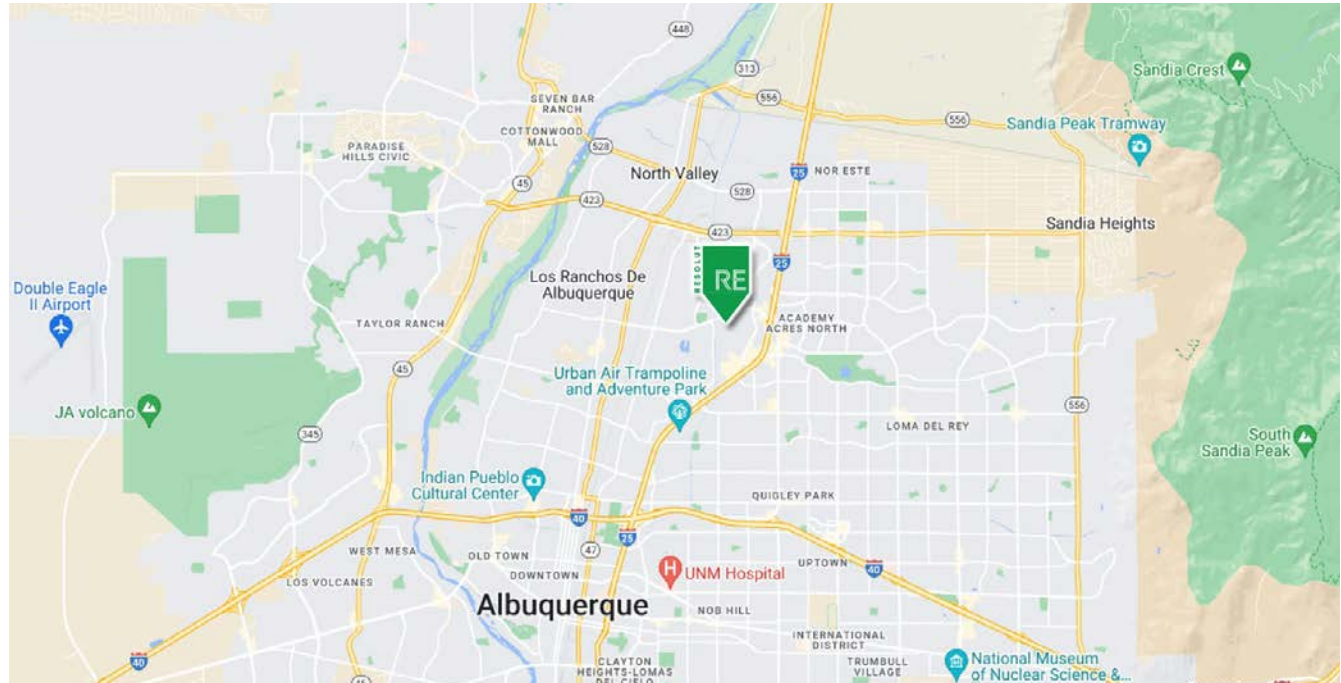 448
Sandia Crest
313
SEVEN BAR
RANCH
556
556
556
Sandia Peak Tramway
COTTONWOOD
MALL
PARADISE
HILLS CIVIC
528
North Valley
25
NOR ESTE
45
528
423
423
Sandia Heights
RESOLUT
RE
25
Los Ranchos De
Albuquerque
Double Eagle
II Airport
TAYLOR RANCH
ACADEMY
ACRES NORTH
45
Urban Air Trampoline
and Adventure Park
JA volcano
345
556
LOMA DEL REY
South
Sandia Peak
Indian Pueblo
Cultural Center
QUIGLEY PARK
40
25
47
WEST MESA
OLD TOWN
DOWNTOWN
LOS VOLCANES
UNM Hospital
UPTOWN
40
Albuquerque
NOB HILL
INTERNATIONAL
DISTRICT
40
45
CLAYTON
HEIGHTS-LOMAS
DEL CIELO
TRUMBULL
VILLAGE
National Museum
of Nuclear Science &...